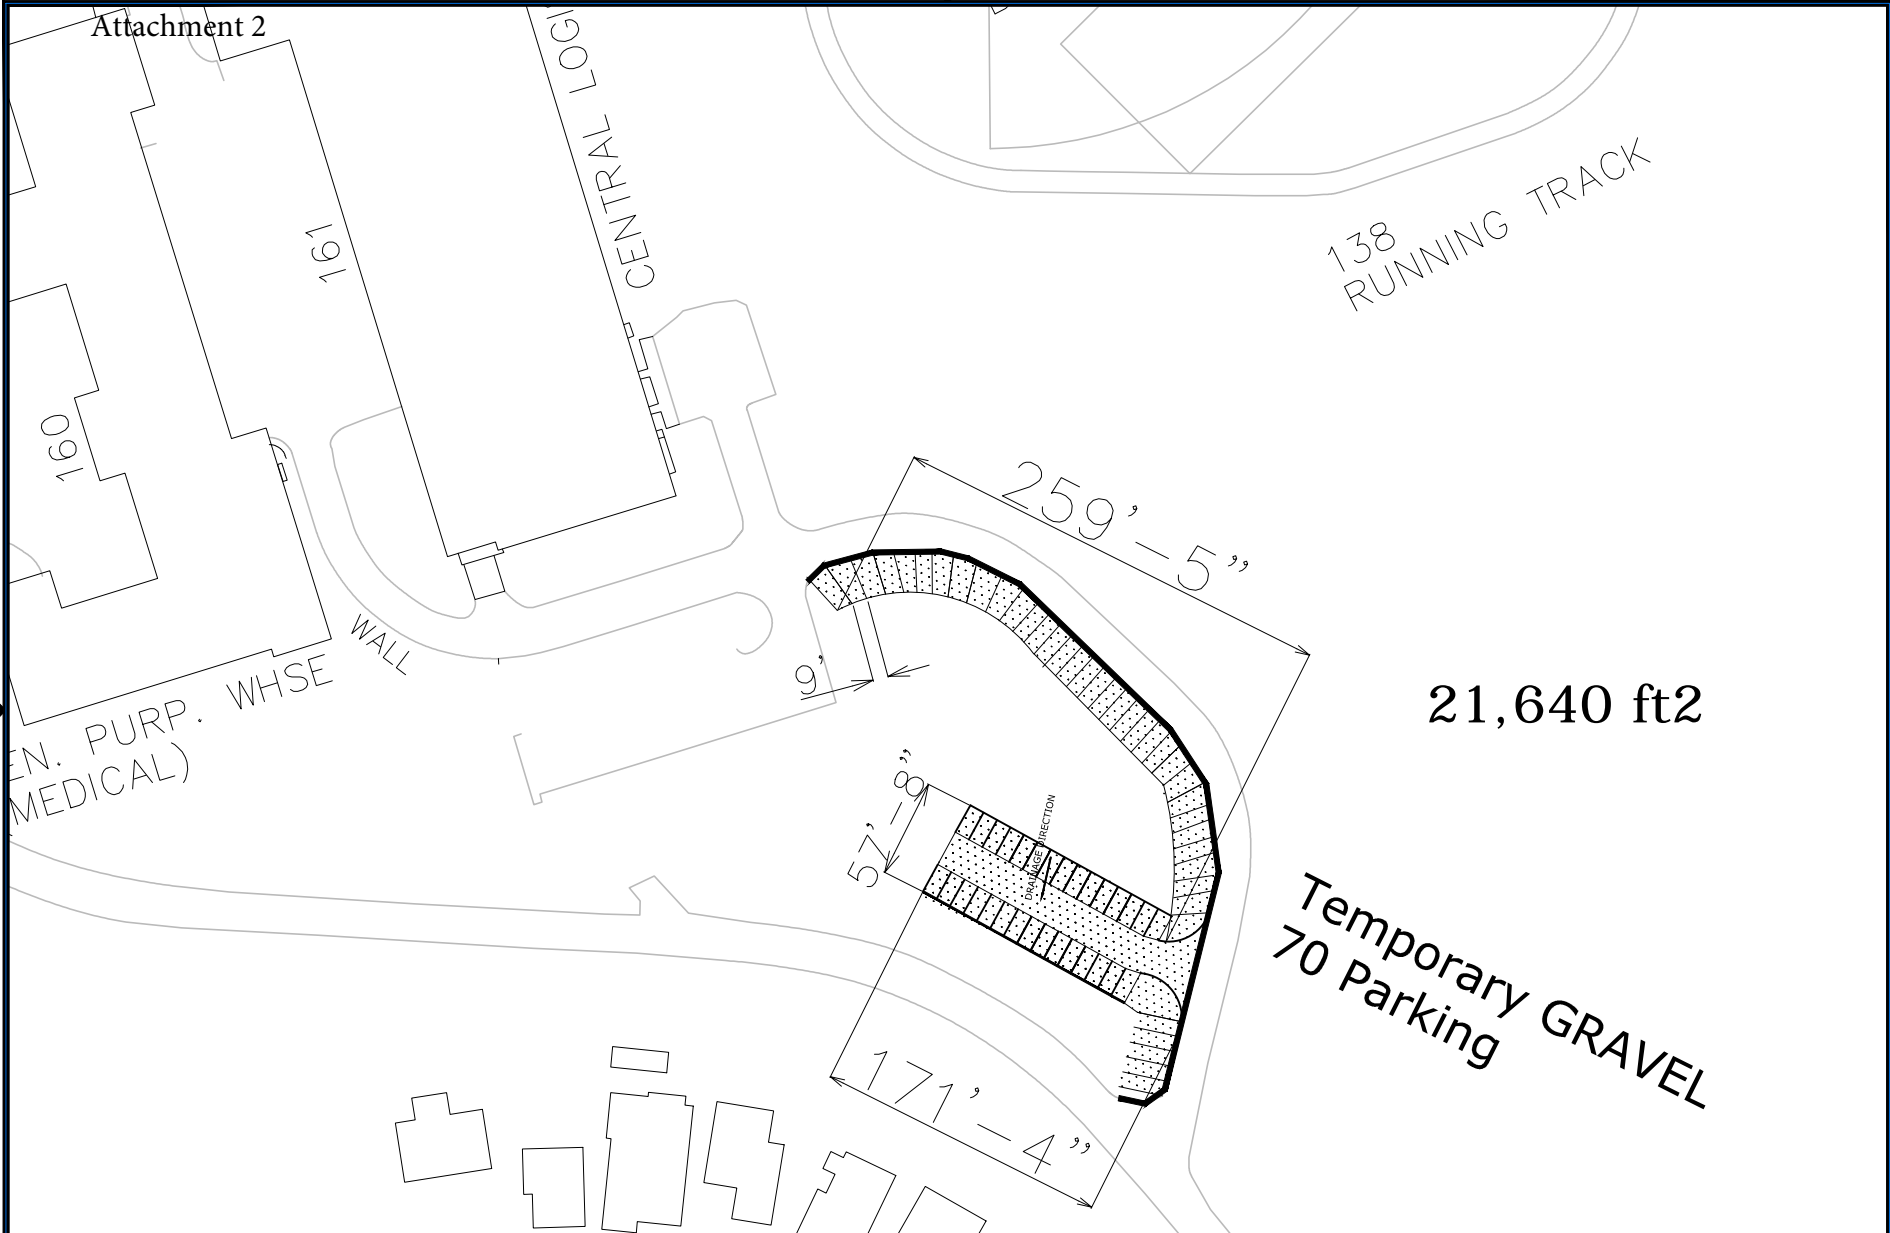 Attachment 2
CENTRAL LOGI
161
160
138
RUNNING TRACK
259'-5"
WALL
9'
21,640 ft2
EN. PURP. WHSE
(MEDICAL)
57'-8"
DRAINAGE DIRECTION
Temporary GRAVEL
70 Parking
171'-4"